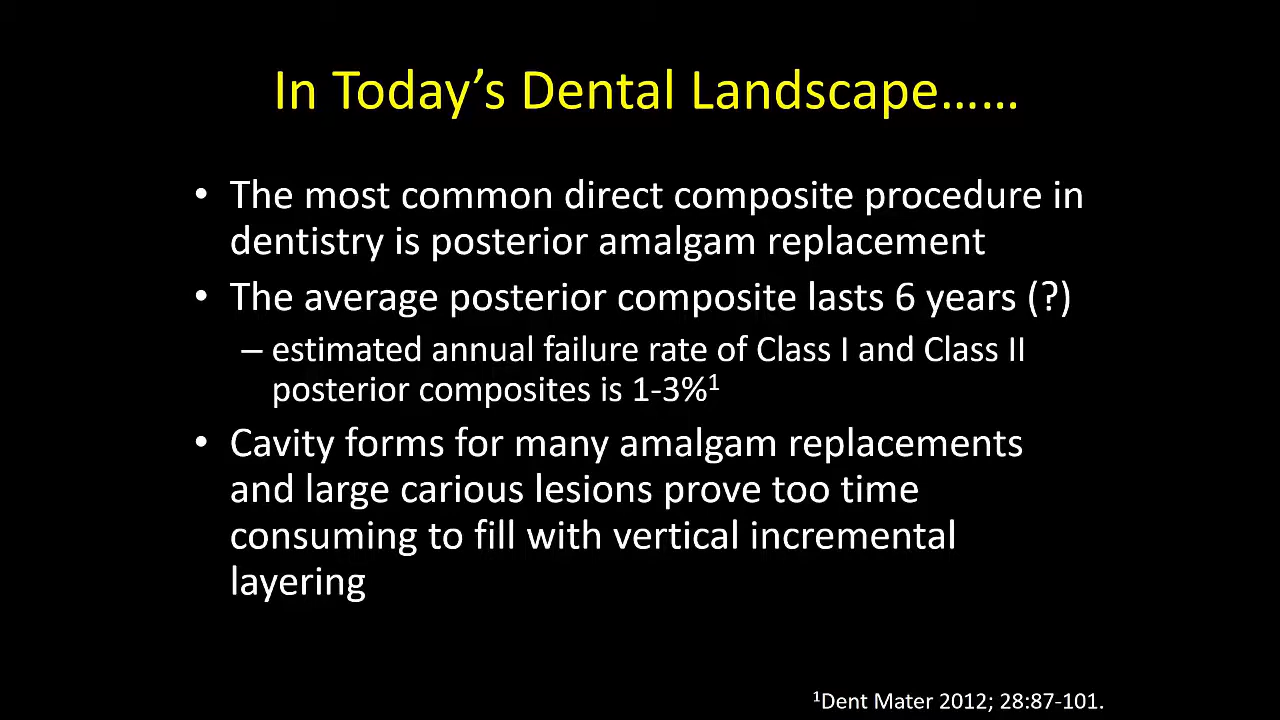 In Today’s Dental Landscape……
• The most common direct composite procedure in
dentistry is posterior amalgam replacement
• The average posterior composite lasts 6 years (?)
– estimated annual failure rate of Class I and Class II
posterior composites is 1-3%¹
• Cavity forms for many amalgam replacements
and large carious lesions prove too time
consuming to fill with vertical incremental
layering
¹Dent Mater 2012; 28:87-101.